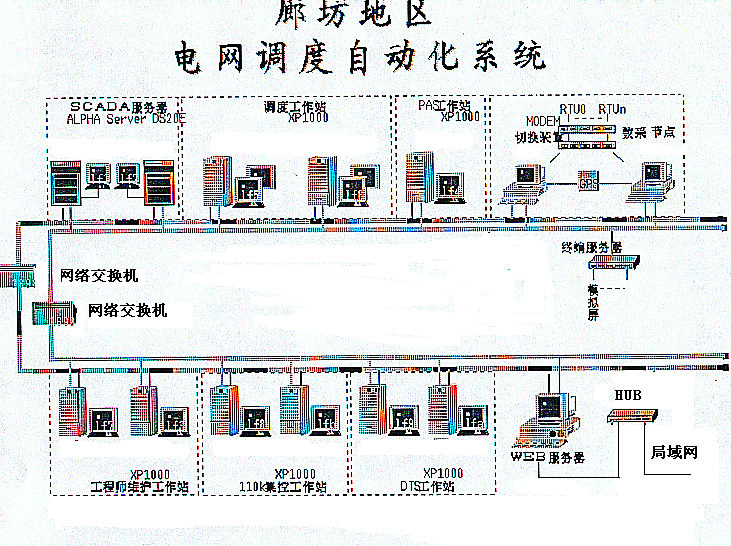 廊坊地区
电网调度自动化系统
SCADA服务器
ALPHA Server DS20E
调度工作站
XP1000
PAS工作站
XP1000
RTU0 RTUn
MODEM
切换装置
数采 节点
GPS
终端服务器
模拟屏
网络交换机
网络交换机
XP1000
工程师维护工作站
XP1000
110k集控工作站
XP1000
DTS工作站
WEB服务器
HUB
局域网